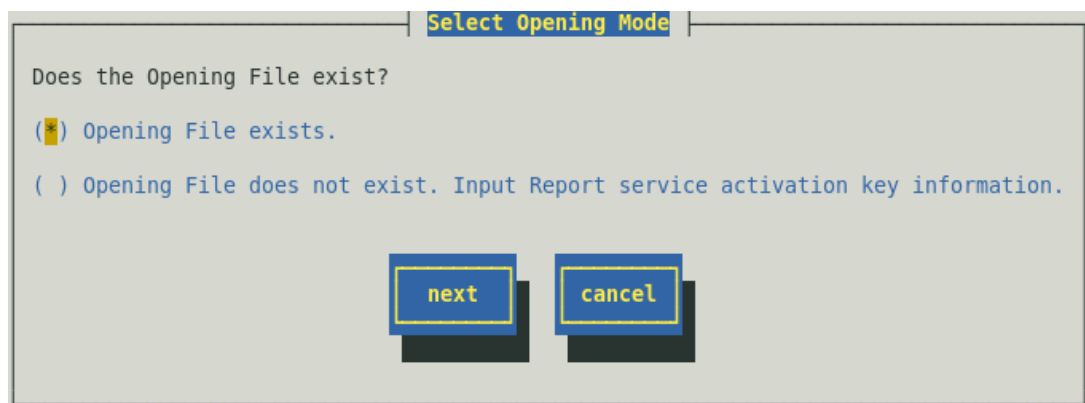 Select Opening Mode
Does the Opening File exist?
(*) Opening File exists.
( ) Opening File does not exist. Input Report service activation key information.
next cancel